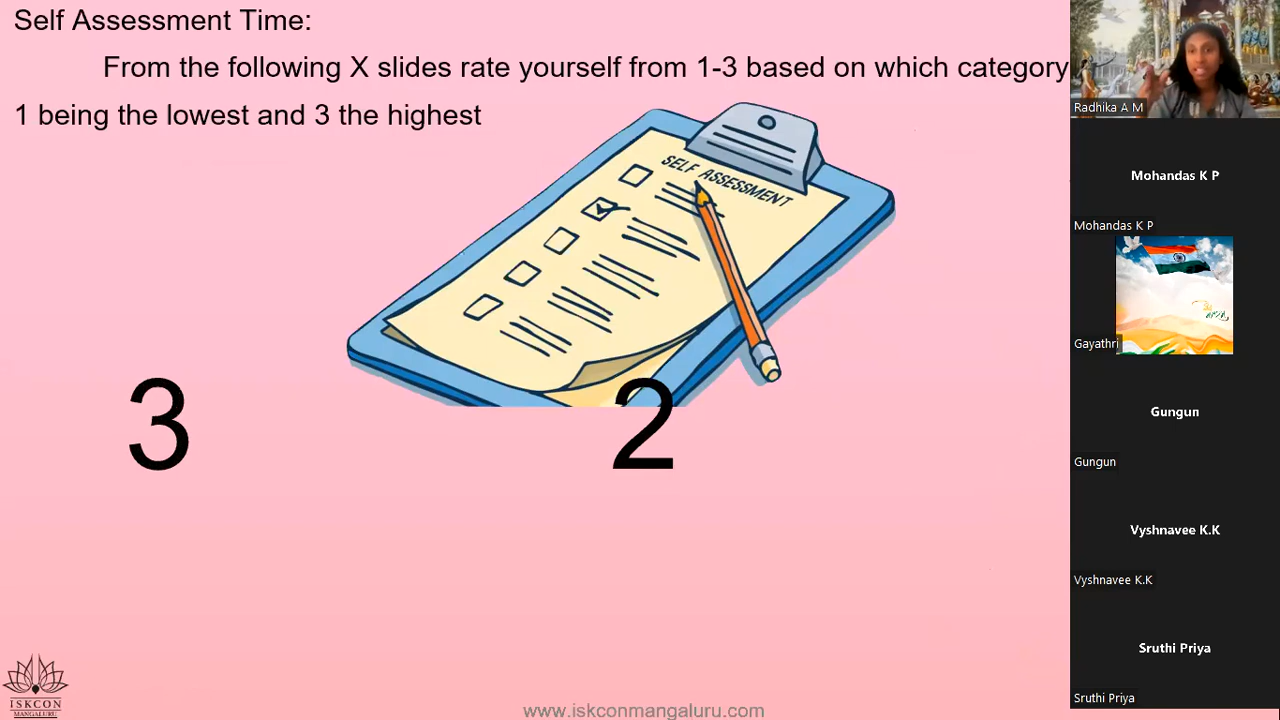 Self Assessment Time:
From the following X slides rate yourself from 1-3 based on which category
1 being the lowest and 3 the highest
SELF ASSESSMENT
3
2
ISKCON
MANGALURU
www.iskconmangaluru.com
Radhika A M
Mohandas K P
Mohandas K P
Gayathri
Gungun
Gungun
Vyshnavee K.K
Vyshnavee K.K
Sruthi Priya
Sruthi Priya